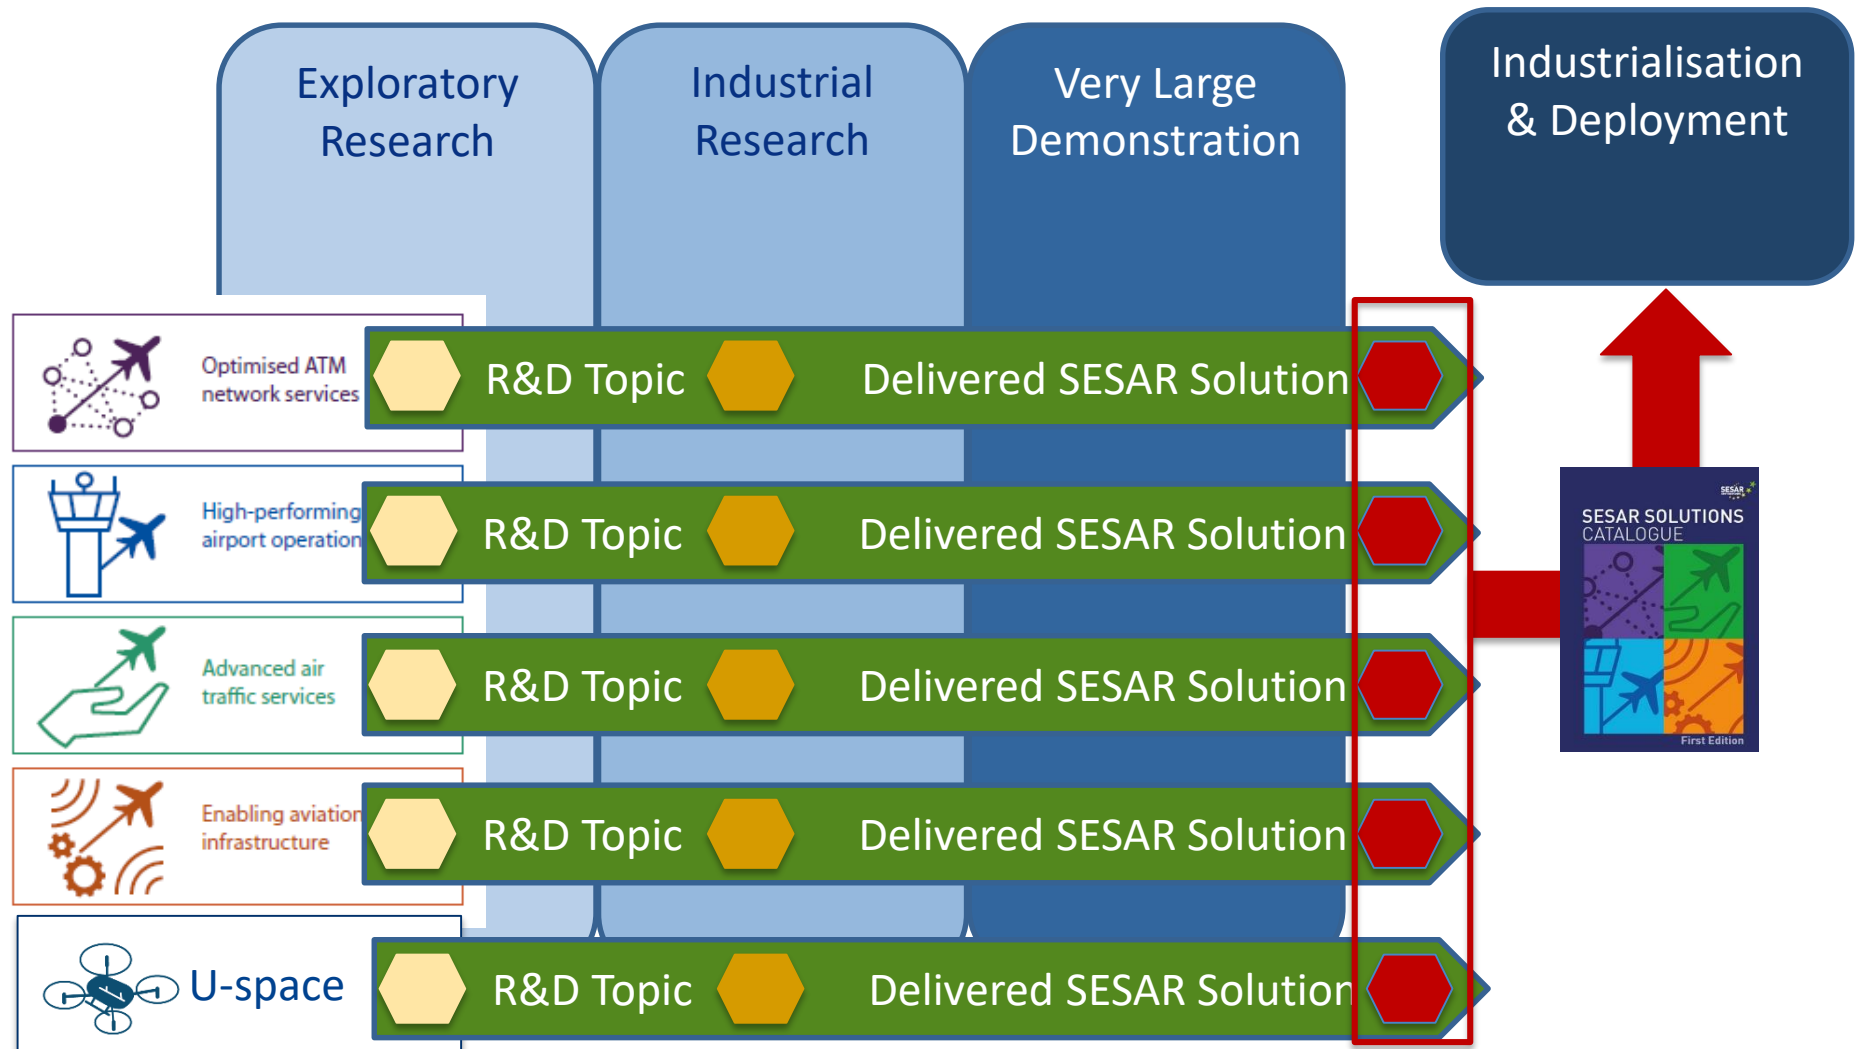 Exploratory
Research
Industrial
Research
Very Large
Demonstration
Industrialisation
& Deployment
Optimised ATM
network services
R&D Topic
Delivered SESAR Solution
High-performing
airport operation
R&D Topic
Delivered SESAR Solution
Advanced air
traffic services
R&D Topic
Delivered SESAR Solution
Enabling aviation
infrastructure
R&D Topic
Delivered SESAR Solution
U-space
R&D Topic
Delivered SESAR Solution
SESAR
SESAR SOLUTIONS
CATALOGUE
First Edition